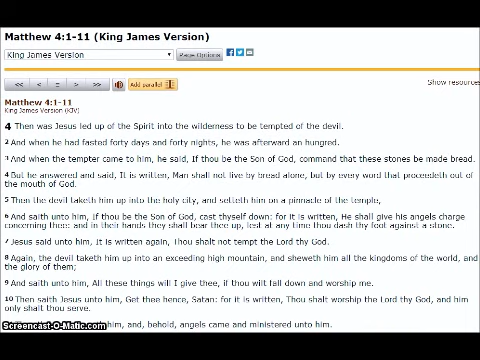 Matthew 4:1-11 (King James Version)
King James Version
Page Options
<< < = > >> Add parallel
Show resources
Matthew 4:1-11
King James Version (KJV)
4 Then was Jesus led up of the Spirit into the wilderness to be tempted of the devil.
2 And when he had fasted forty days and forty nights, he was afterward an hungred.
3 And when the tempter came to him, he said, If thou be the Son of God, command that these stones be made bread.
4 But he answered and said, It is written, Man shall not live by bread alone, but by every word that proceedeth out of
the mouth of God.
5 Then the devil taketh him up into the holy city, and setteth him on a pinnacle of the temple,
6 And saith unto him, If thou be the Son of God, cast thyself down: for it is written, He shall give his angels charge
concerning thee: and in their hands they shall bear thee up, lest at any time thou dash thy foot against a stone.
7 Jesus said unto him, It is written again, Thou shalt not tempt the Lord thy God.
8 Again, the devil taketh him up into an exceeding high mountain, and sheweth him all the kingdoms of the world, and
the glory of them;
9 And saith unto him, All these things will I give thee, if thou wilt fall down and worship me.
10 Then saith Jesus unto him, Get thee hence, Satan: for it is written, Thou shalt worship the Lord thy God, and him
only shalt thou serve.
him, and, behold, angels came and ministered unto him.
Screencast-O-Matic.com